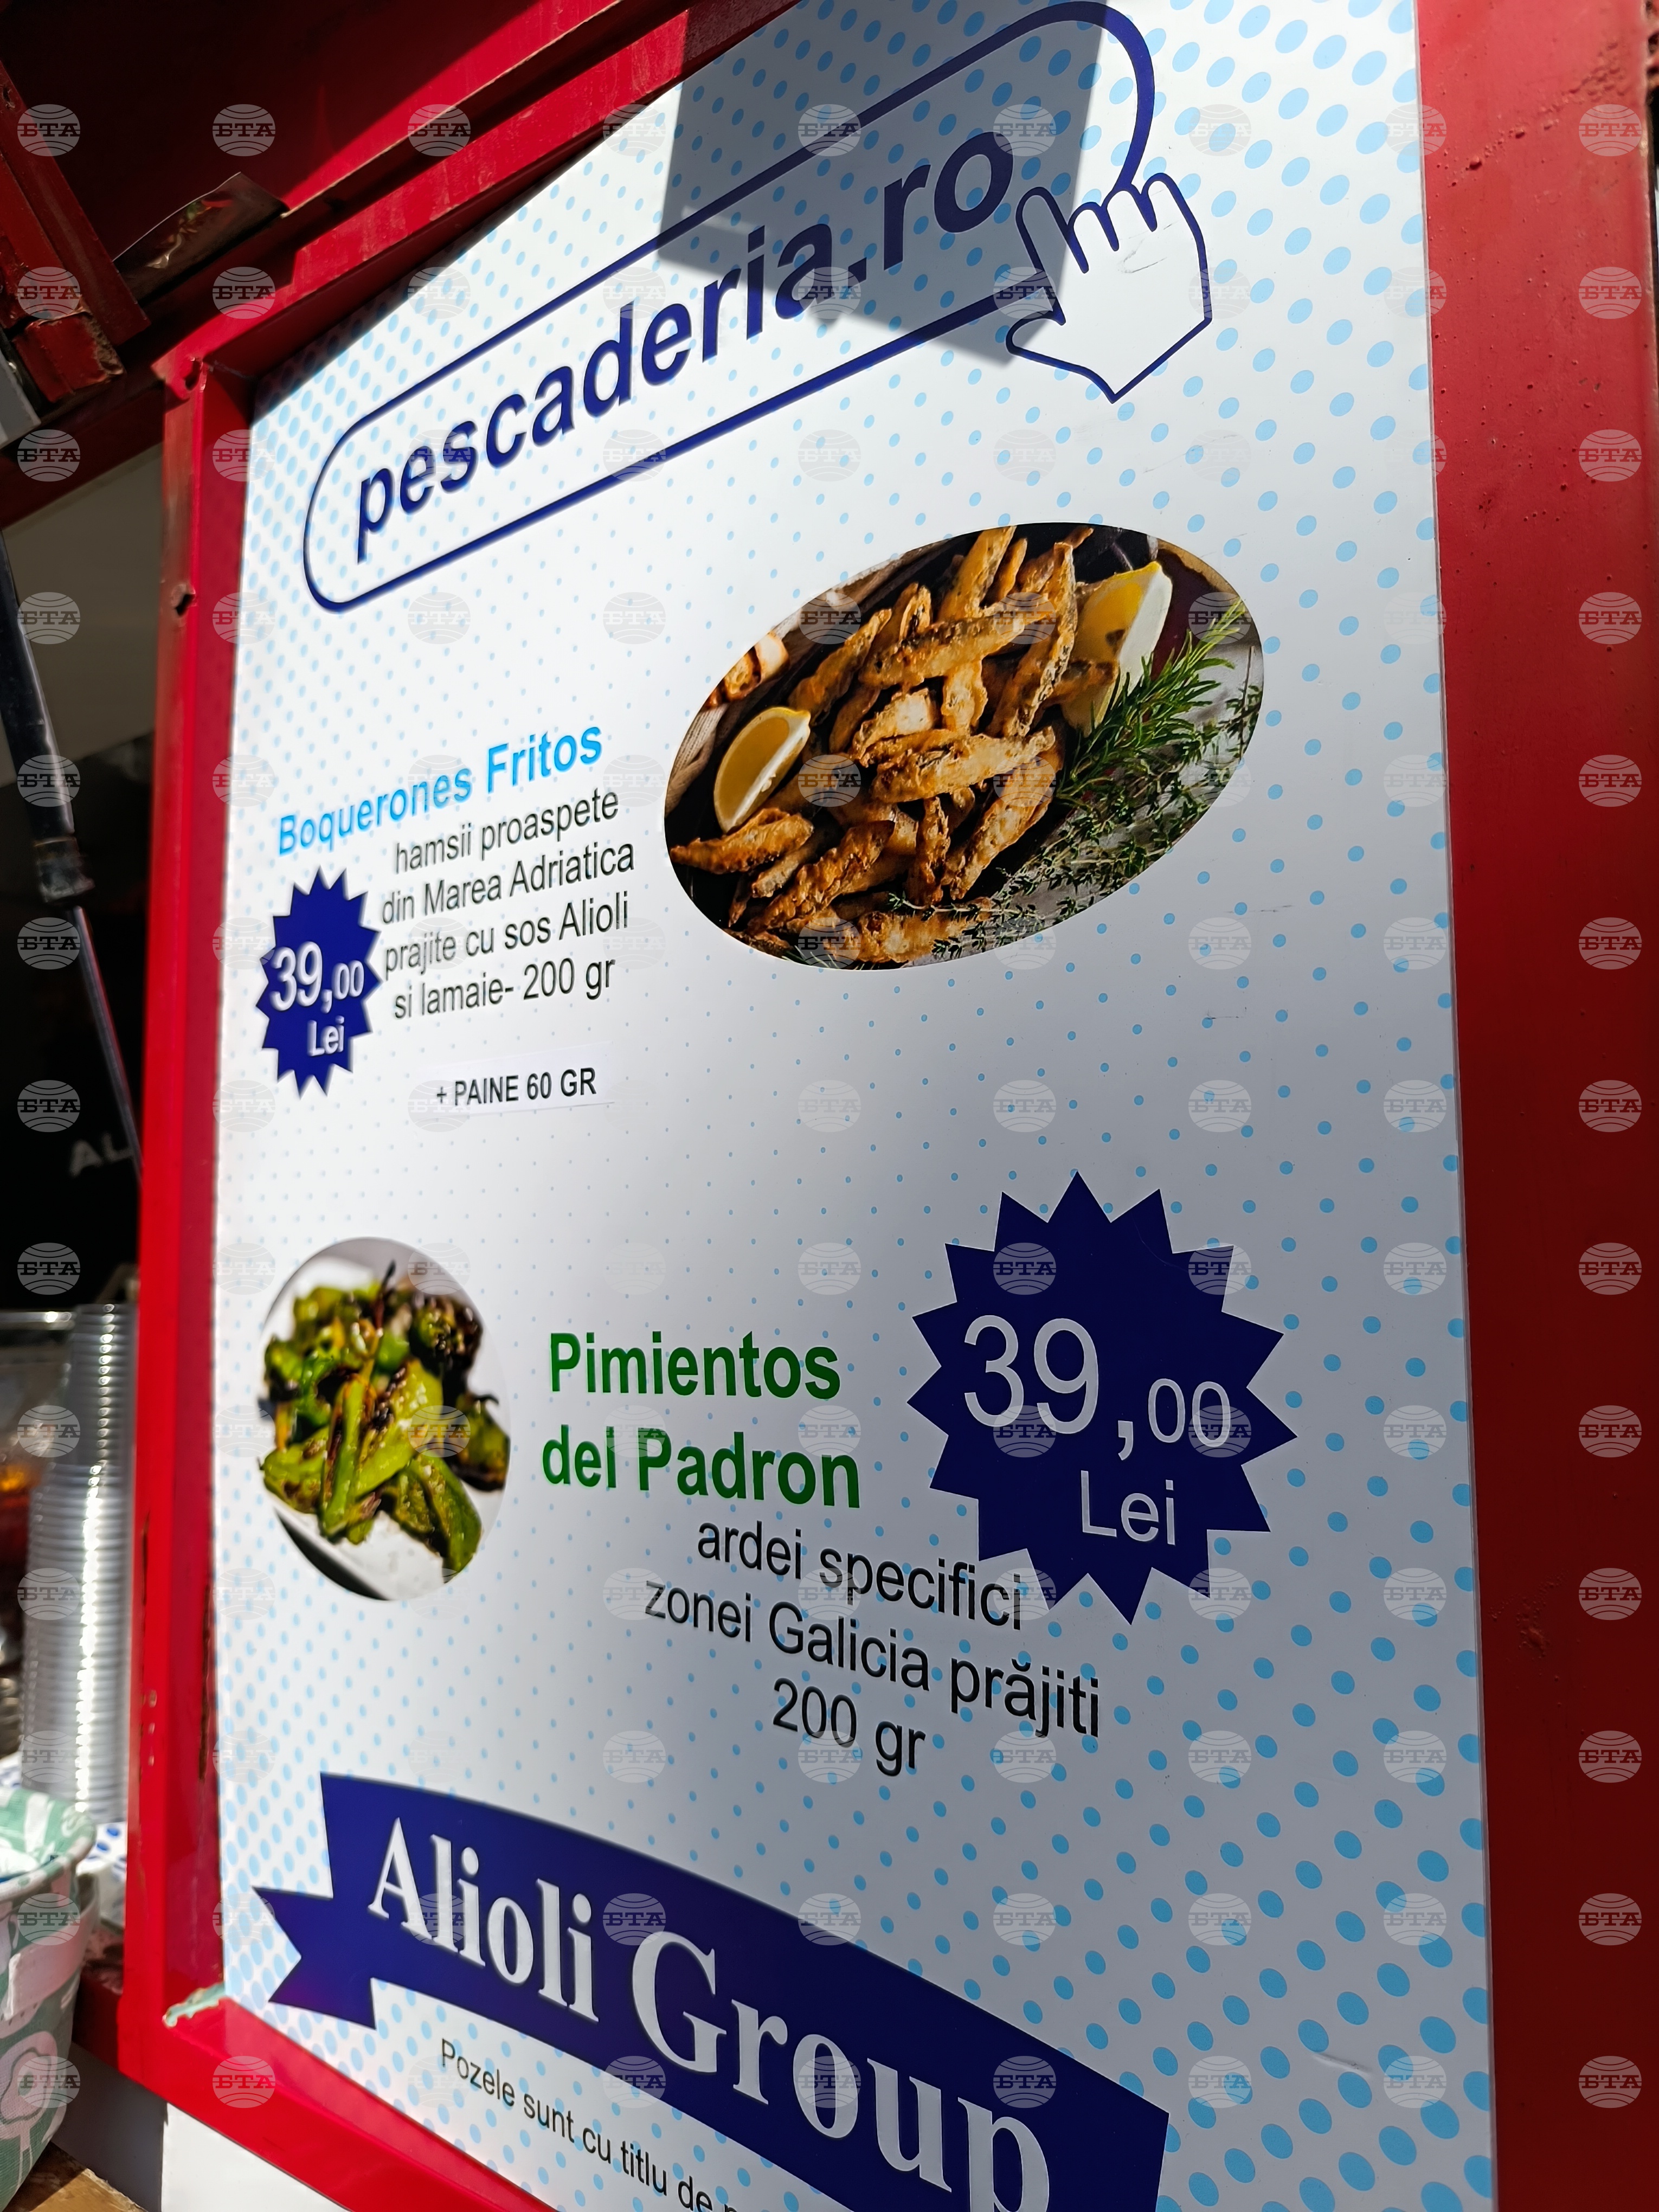 pescaderia.ro
Boquerones Fritos
hamsii proaspete
din Marea Adriatica
prajite cu sos Alioli
si lamaie- 200 gr
39,00
Lei
+ PAINE 60 GR
Pimientos
del Padron
39,00
Lei
ardei specifici
zonei Galicia prăjiti
200 gr
Alioli Group
Pozele sunt cu titlu de
БТА